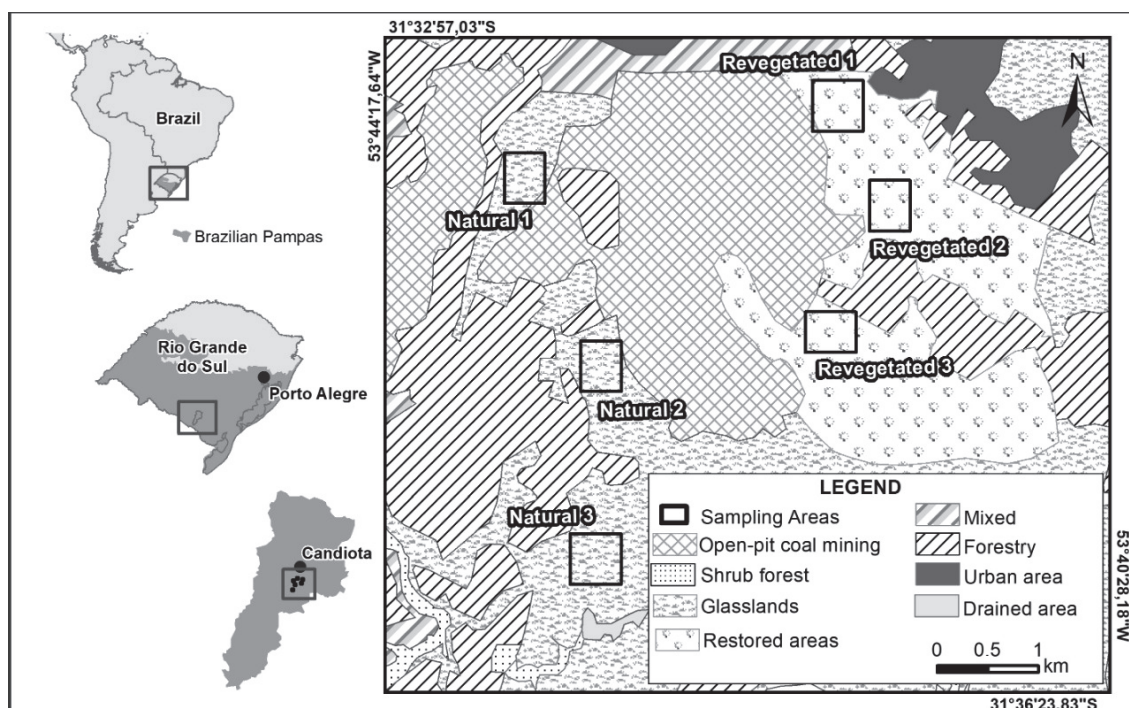 Brazil
Brazilian Pampas
Rio Grande
do Sul
Porto Alegre
Candiota
31°32'57,03"S
53°44'17,64"W
N
Revegetated 1
Natural 1
Revegetated 2
Revegetated 3
Natural 2
Natural 3
LEGEND
Sampling Areas
Open-pit coal mining
Shrub forest
Glasslands
Restored areas
Mixed
Forestry
Urban area
Drained area
0 0.5 1
km
53°40'28,18"W
31°36'23,83"S